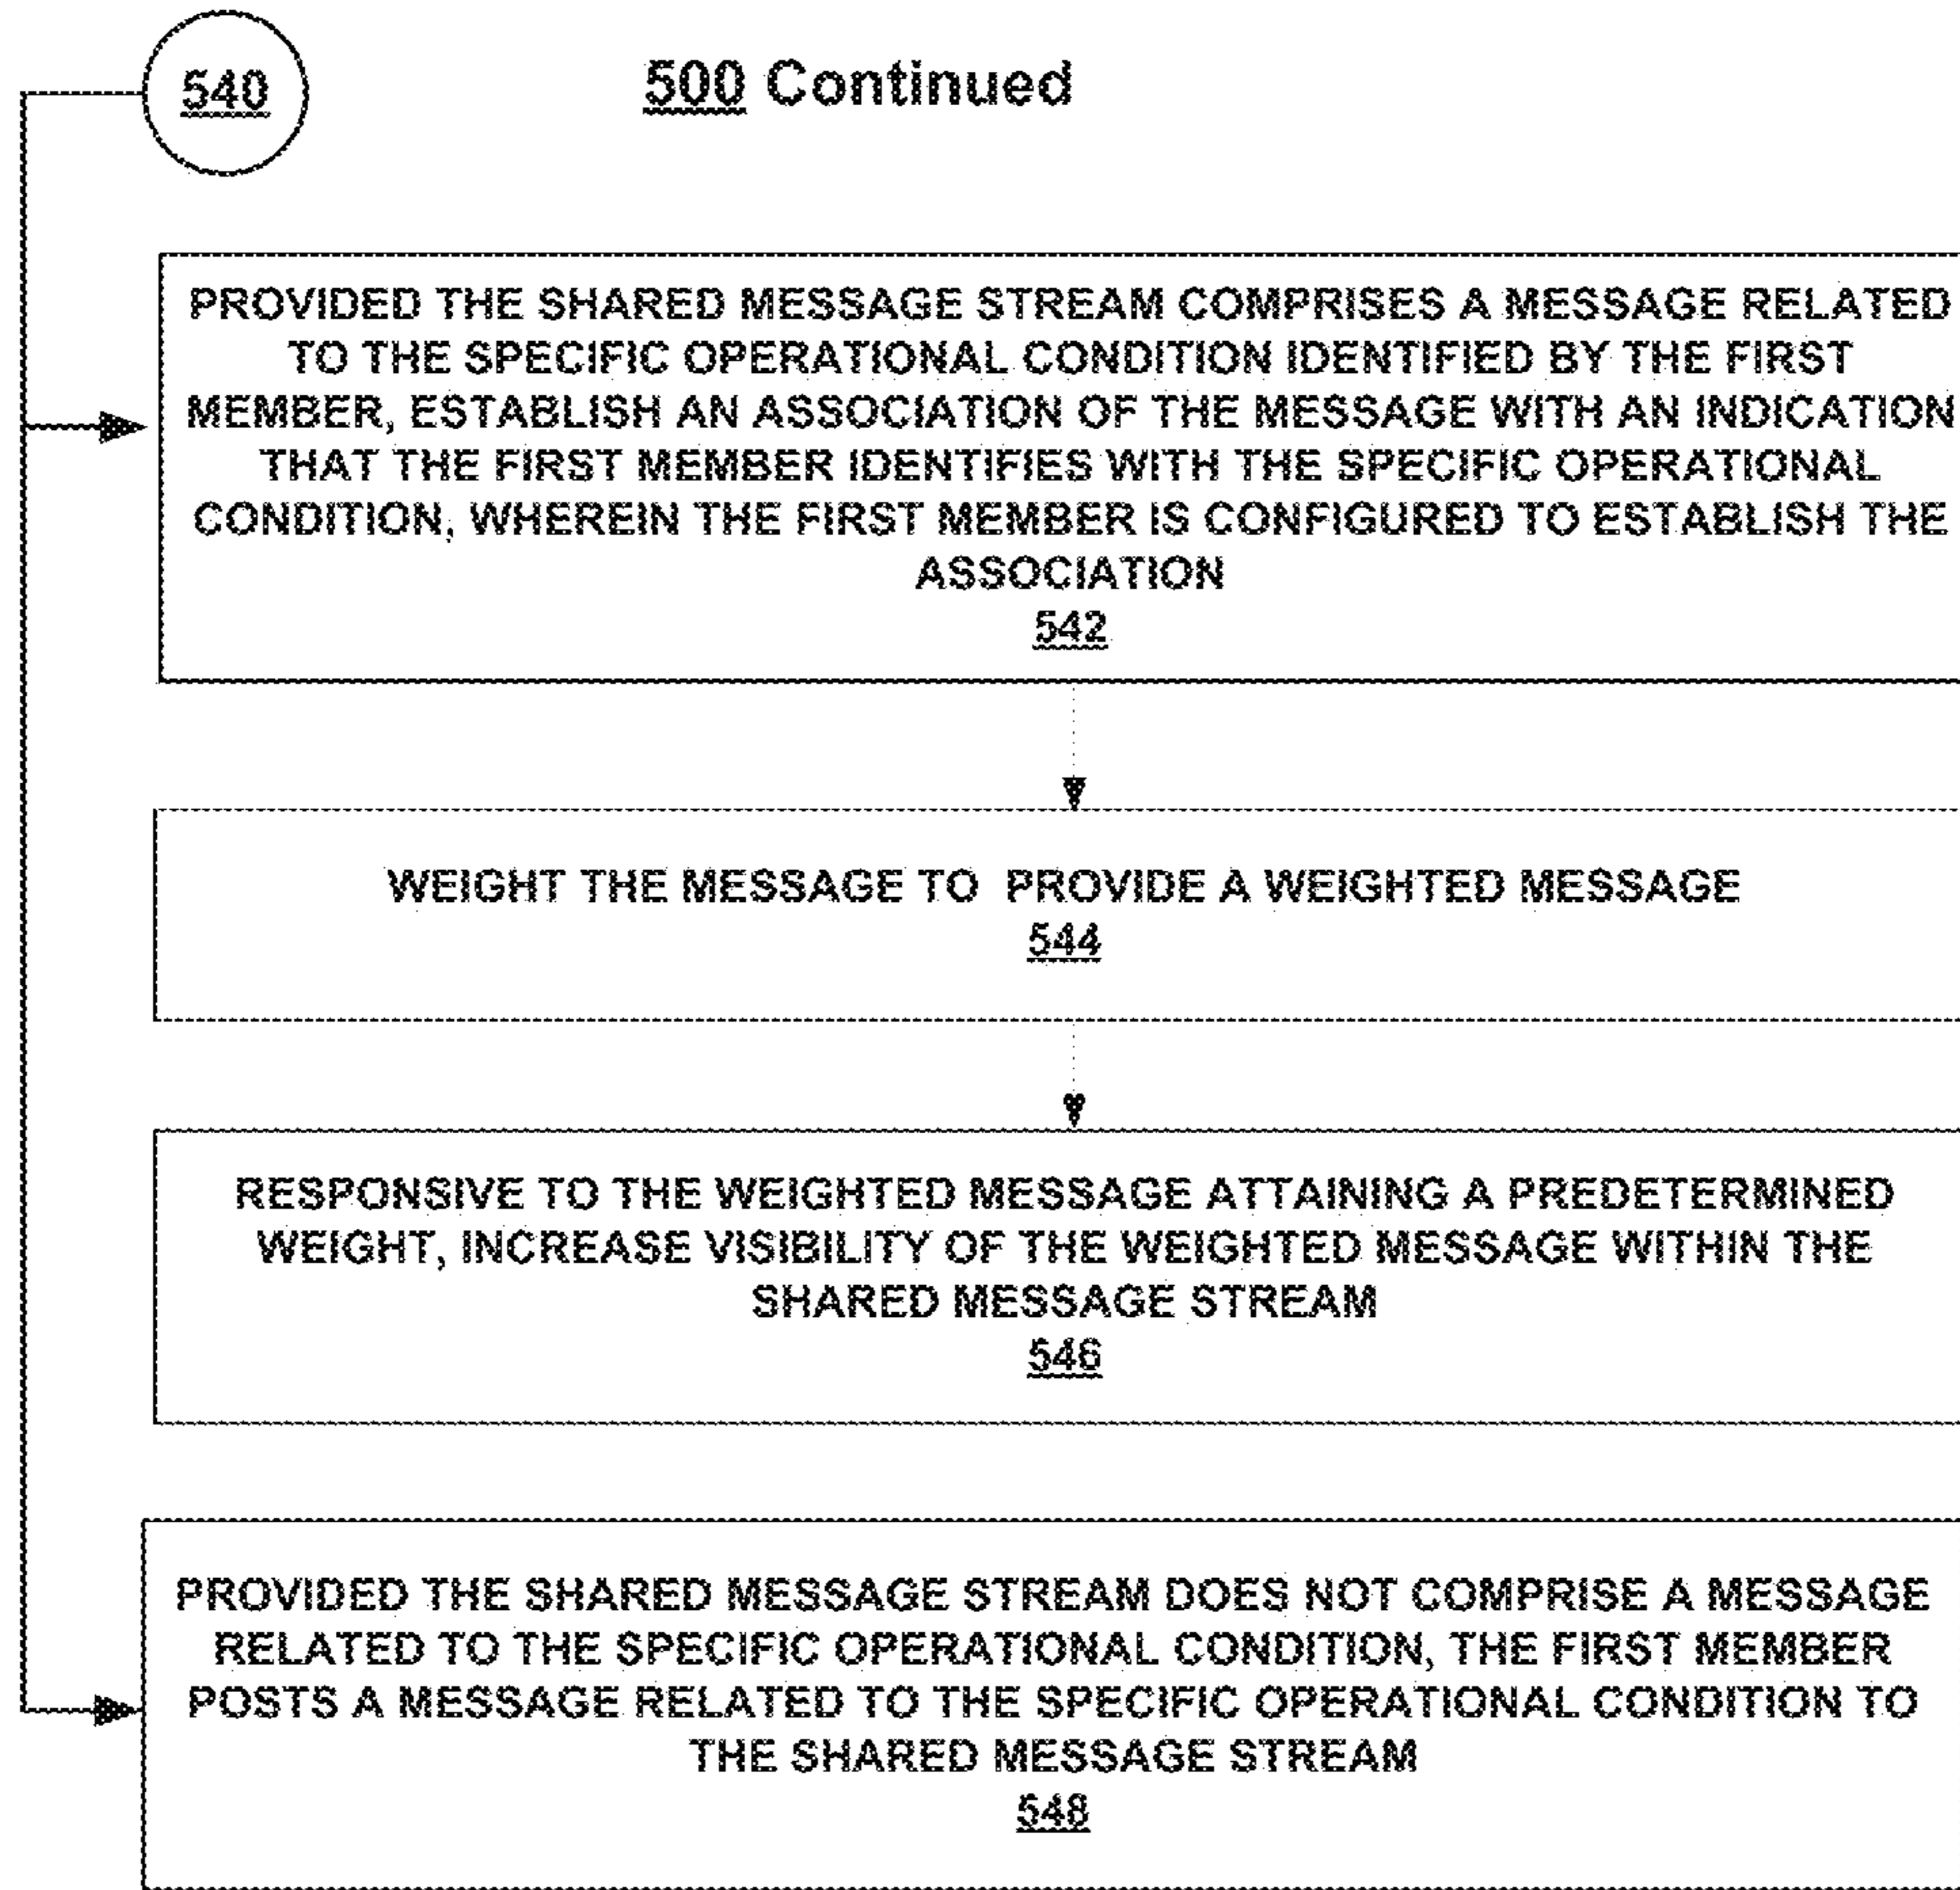 540
500 Continued
PROVIDED THE SHARED MESSAGE STREAM COMPRISES A MESSAGE RELATED
TO THE SPECIFIC OPERATIONAL CONDITION IDENTIFIED BY THE FIRST
MEMBER, ESTABLISH AN ASSOCIATION OF THE MESSAGE WITH AN INDICATION
THAT THE FIRST MEMBER IDENTIFIES WITH THE SPECIFIC OPERATIONAL
CONDITION, WHEREIN THE FIRST MEMBER IS CONFIGURED TO ESTABLISH THE
ASSOCIATION
542
WEIGHT THE MESSAGE TO PROVIDE A WEIGHTED MESSAGE
544
RESPONSIVE TO THE WEIGHTED MESSAGE ATTAINING A PREDETERMINED
WEIGHT, INCREASE VISIBILITY OF THE WEIGHTED MESSAGE WITHIN THE
SHARED MESSAGE STREAM
546
PROVIDED THE SHARED MESSAGE STREAM DOES NOT COMPRISE A MESSAGE
RELATED TO THE SPECIFIC OPERATIONAL CONDITION, THE FIRST MEMBER
POSTS A MESSAGE RELATED TO THE SPECIFIC OPERATIONAL CONDITION TO
THE SHARED MESSAGE STREAM
548